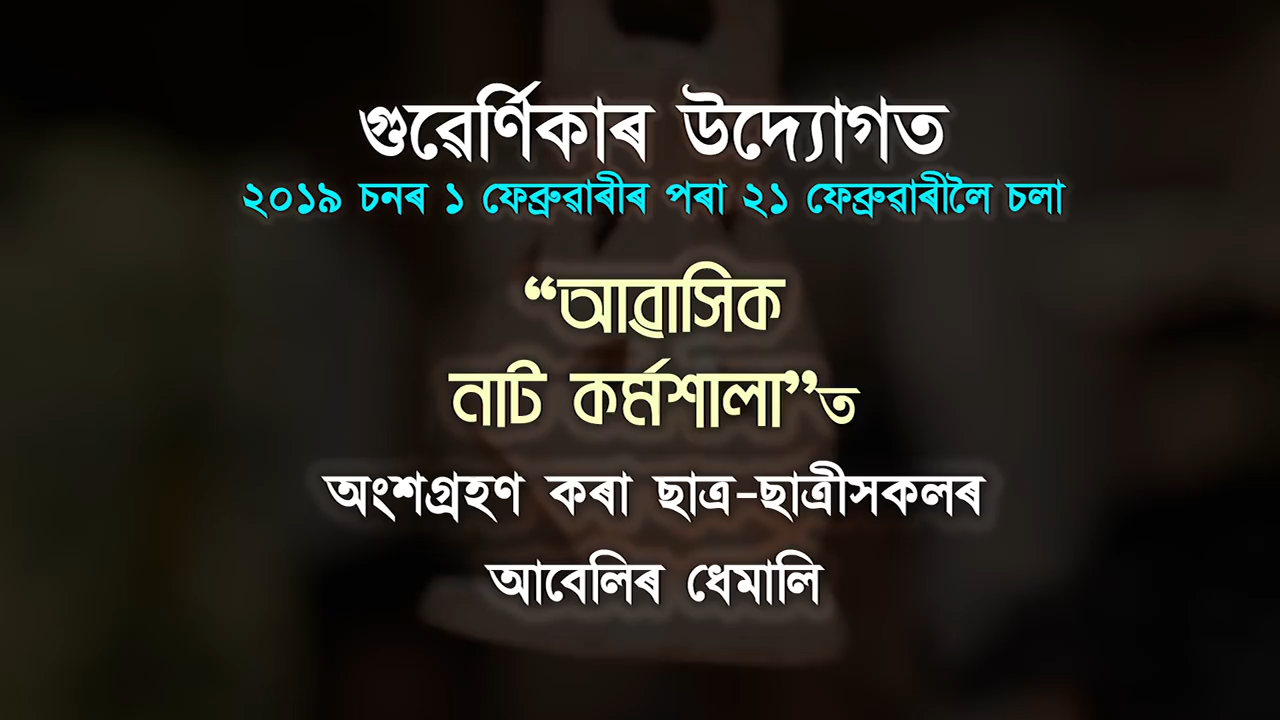 গুৱেৰ্ণিকাৰ উদ্যোগত
২০১৯ চনৰ ১ ফেব্ৰুৱাৰীৰ পৰা ২১ ফেব্ৰুৱাৰীলৈ চলা
“আৱাসিক
নাট কৰ্মশালা”ত
অংশগ্ৰহণ কৰা ছাত্ৰ-ছাত্ৰীসকলৰ
আবেলিৰ ধেমালি